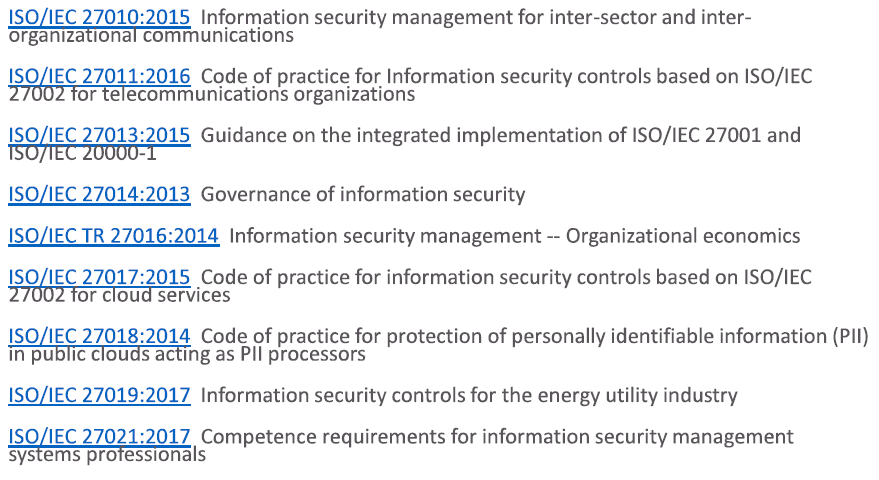 ISO/IEC 27010:2015 Information security management for inter-sector and inter-
organizational communications
ISO/IEC 27011:2016 Code of practice for Information security controls based on ISO/IEC
27002 for telecommunications organizations
ISO/IEC 27013:2015 Guidance on the integrated implementation of ISO/IEC 27001 and
ISO/IEC 20000-1
ISO/IEC 27014:2013 Governance of information security
ISO/IEC TR 27016:2014 Information security management -- Organizational economics
ISO/IEC 27017:2015 Code of practice for information security controls based on ISO/IEC
27002 for cloud services
ISO/IEC 27018:2014 Code of practice for protection of personally identifiable information (PII)
in public clouds acting as PII processors
ISO/IEC 27019:2017 Information security controls for the energy utility industry
ISO/IEC 27021:2017 Competence requirements for information security management
systems professionals